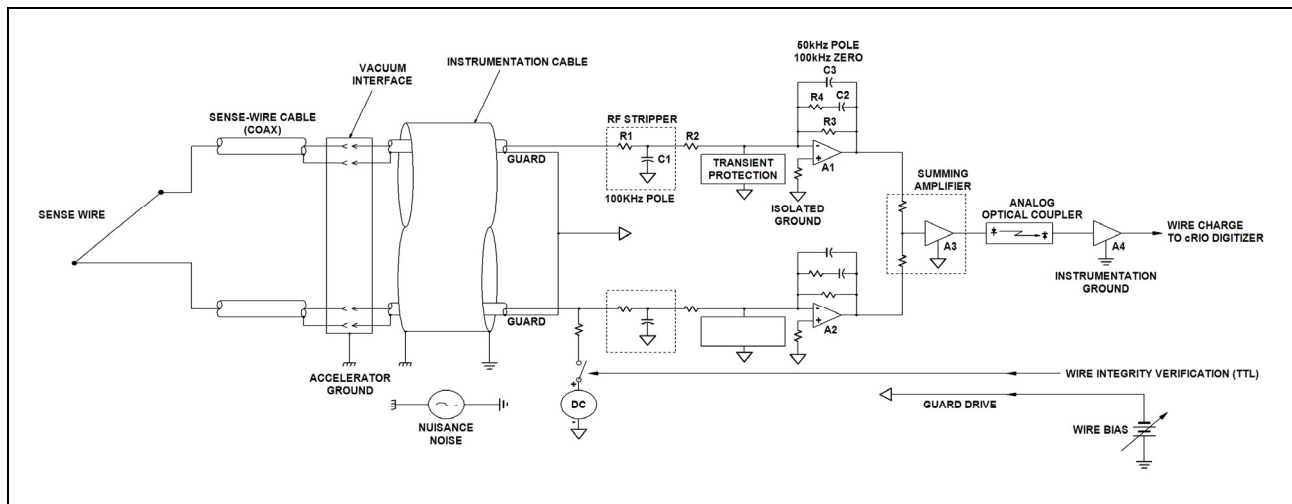 50kHz POLE
100kHz ZERO
C3
VACUUM
INTERFACE
INSTRUMENTATION CABLE
R4
C2
SENSE-WIRE CABLE
(COAX)
RF STRIPPER
R3
R1
R2
GUARD
C1
TRANSIENT
PROTECTION
-
+
A1
SUMMING
AMPLIFIER
100KHz POLE
ISOLATED
GROUND
ANALOG
OPTICAL COUPLER
SENSE WIRE
A3
A4
WIRE CHARGE
TO cRIO DIGITIZER
INSTRUMENTATION
GROUND
GUARD
-
+
A2
ACCELERATOR
GROUND
WIRE INTEGRITY VERIFICATION (TTL)
+
DC
-
GUARD DRIVE
NUISANCE
NOISE
WIRE BIAS